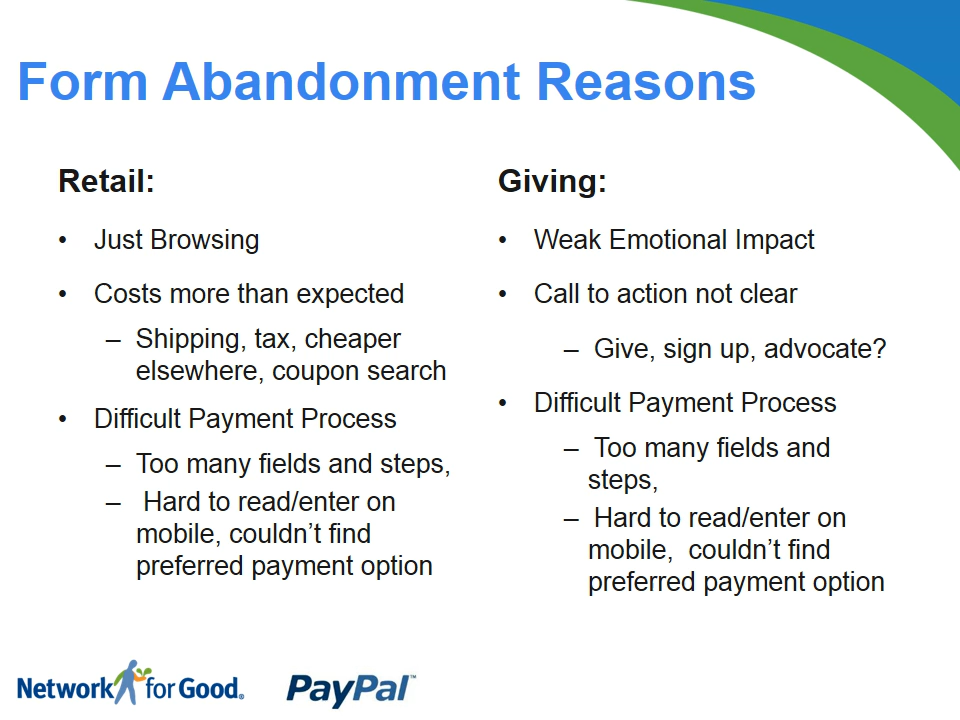 Form Abandonment Reasons
Retail:
• Just Browsing
• Costs more than expected
– Shipping, tax, cheaper
elsewhere, coupon search
• Difficult Payment Process
– Too many fields and steps,
– Hard to read/enter on
mobile, couldn’t find
preferred payment option
Giving:
• Weak Emotional Impact
• Call to action not clear
– Give, sign up, advocate?
• Difficult Payment Process
– Too many fields and
steps,
– Hard to read/enter on
mobile, couldn’t find
preferred payment option
Network for Good®
PayPal™